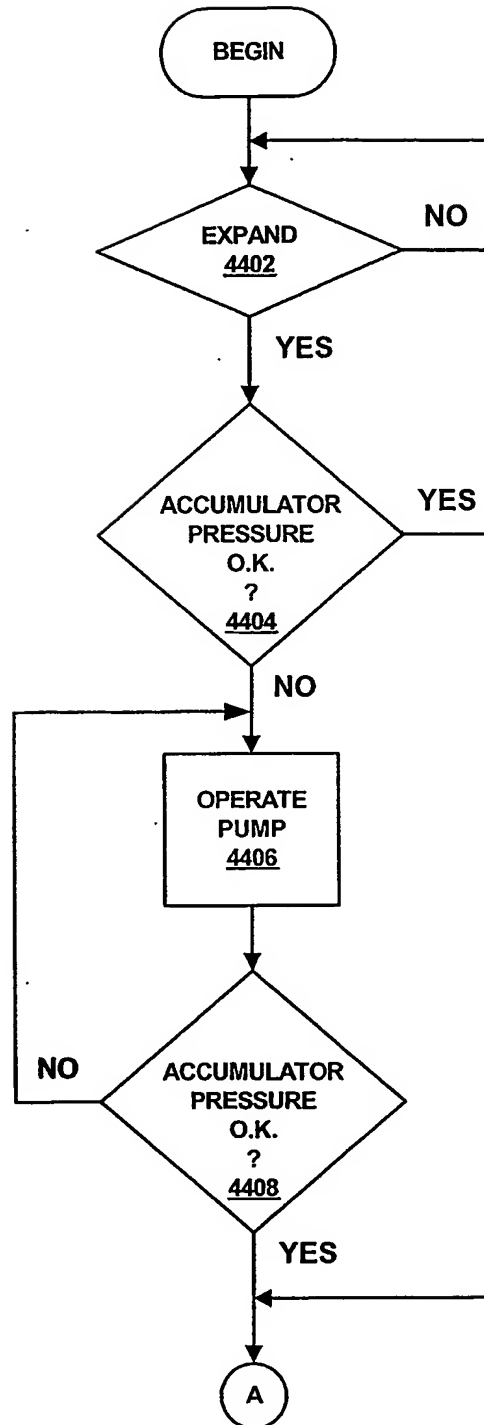 BEGIN
EXPAND
4402
NO
YES
ACCUMULATOR
PRESSURE
O.K.
?
4404
YES
NO
OPERATE
PUMP
4406
NO
ACCUMULATOR
PRESSURE
O.K.
?
4408
YES
A